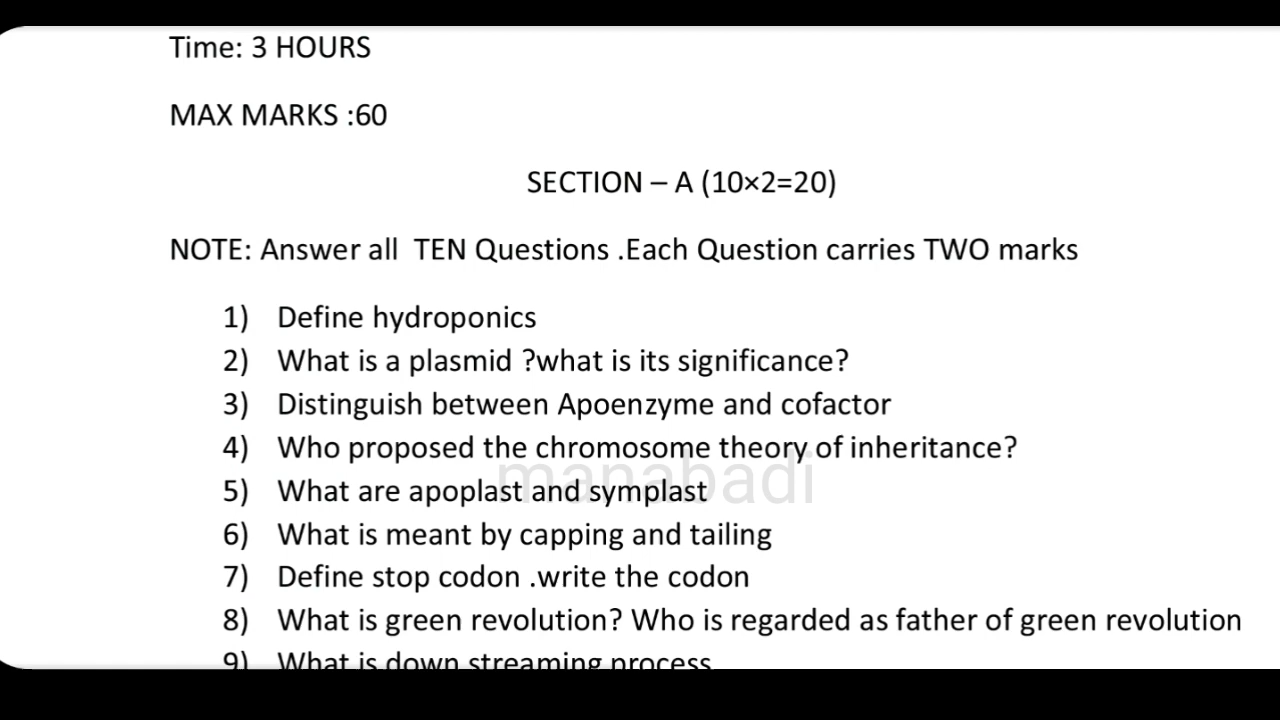 Time: 3 HOURS
MAX MARKS :60
SECTION – A (10×2=20)
NOTE: Answer all  TEN Questions .Each Question carries TWO marks
1) Define hydroponics
2) What is a plasmid ?what is its significance?
3) Distinguish between Apoenzyme and cofactor
4) Who proposed the chromosome theory of inheritance?
manabadi
5) What are apoplast and symplast
6) What is meant by capping and tailing
7) Define stop codon .write the codon
8) What is green revolution? Who is regarded as father of green revolution
9) What is down streaming process